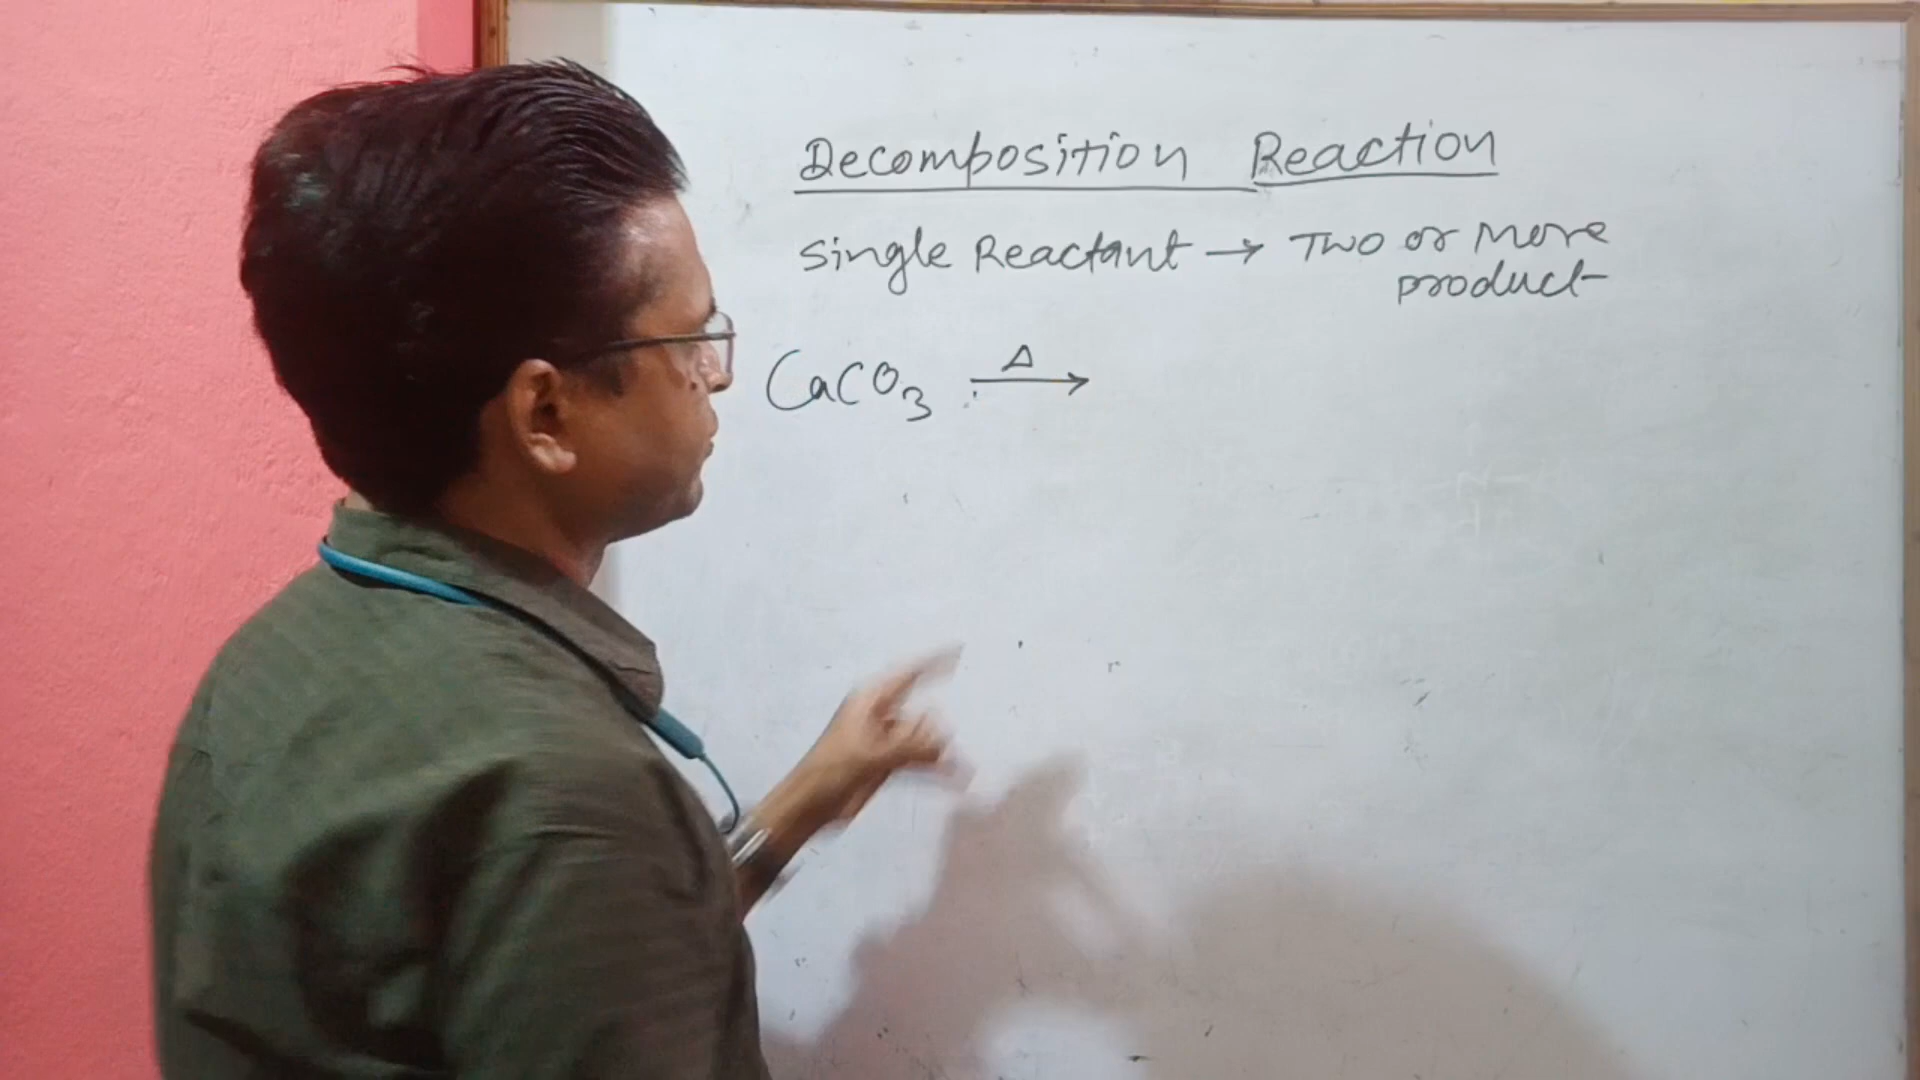 Decomposition Reaction
Single Reactant → Two or More
product
CaCO₃ —Δ→